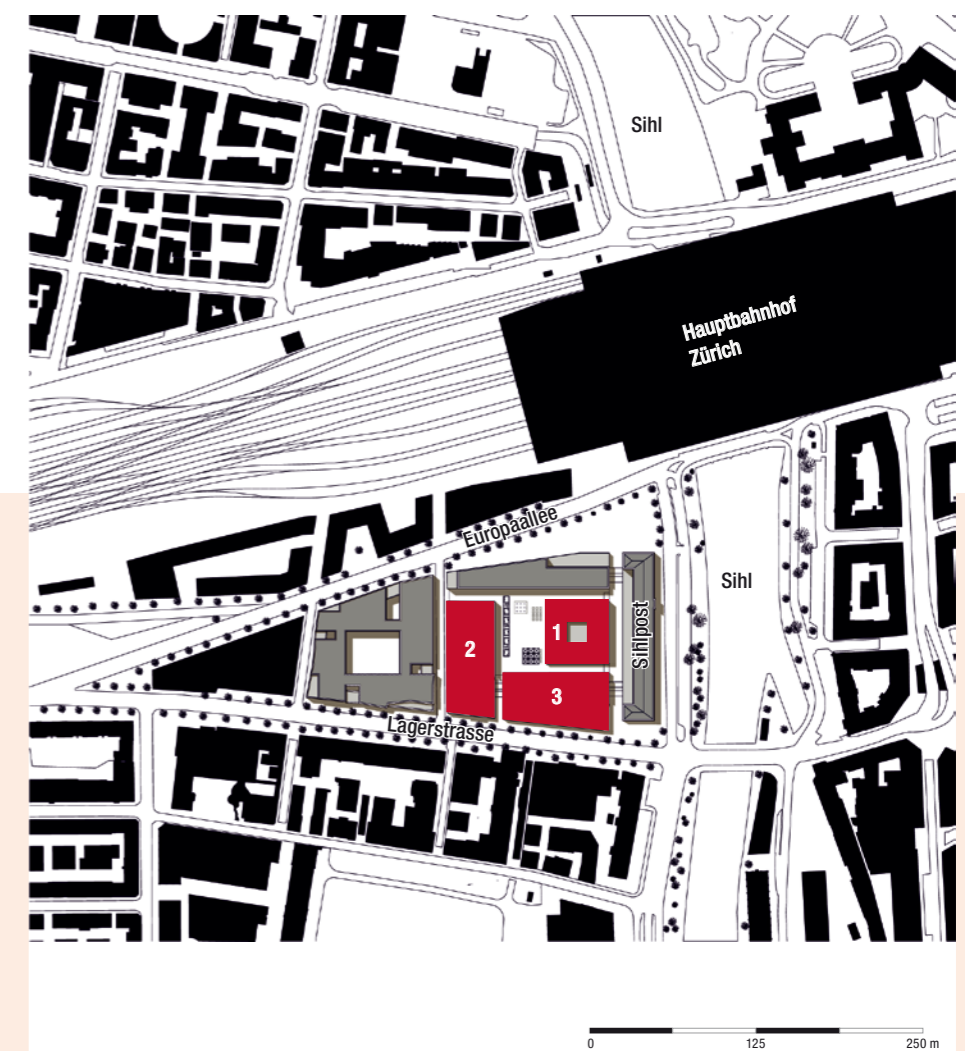 Sihl
Hauptbahnhof
Zürich
Europaallee
Sihl
1
Sihlpost
2
3
Lagerstrasse
0 125 250 m